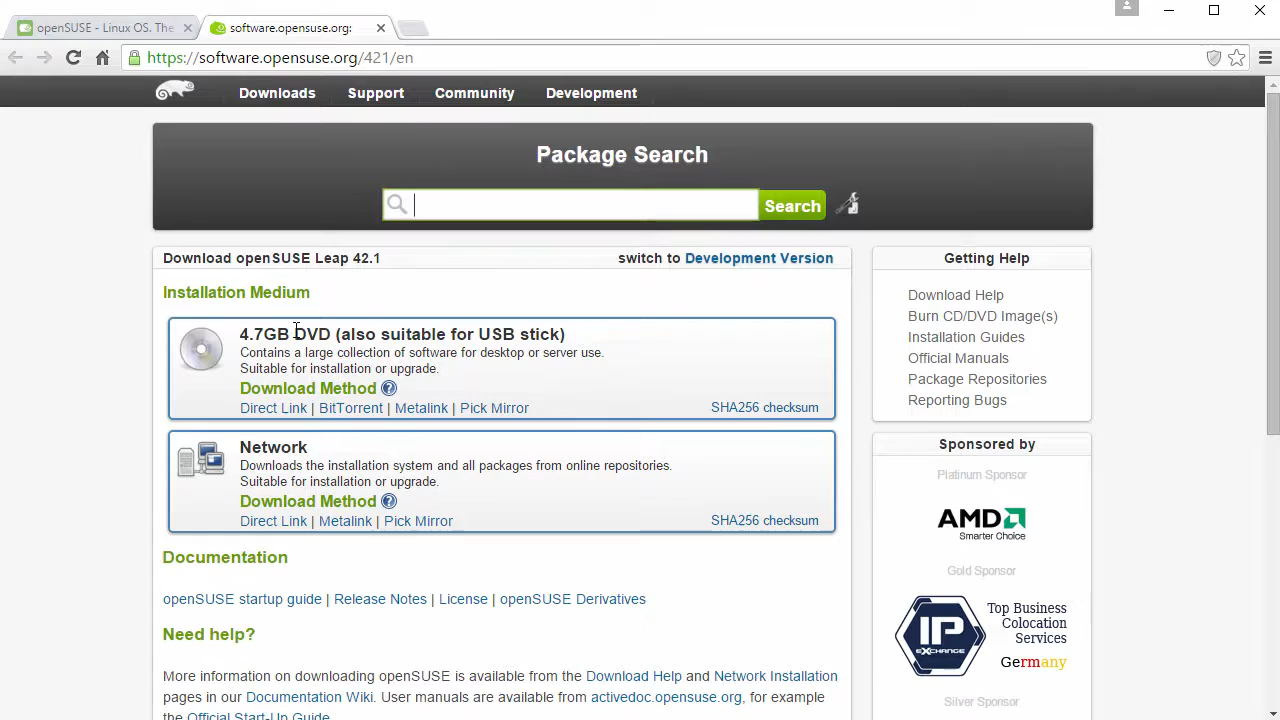 openSUSE - Linux OS. The
software.opensuse.org:
https://software.opensuse.org/421/en
Downloads Support Community Development
Package Search
Search
Download openSUSE Leap 42.1
switch to Development Version
Installation Medium
4.7GB DVD (also suitable for USB stick)
Contains a large collection of software for desktop or server use.
Suitable for installation or upgrade.
Download Method ?
Direct Link | BitTorrent | Metalink | Pick Mirror
SHA256 checksum
Network
Downloads the installation system and all packages from online repositories.
Suitable for installation or upgrade.
Download Method ?
Direct Link | Metalink | Pick Mirror
SHA256 checksum
Documentation
openSUSE startup guide | Release Notes | License | openSUSE Derivatives
Need help?
More information on downloading openSUSE is available from the Download Help and Network Installation
pages in our Documentation Wiki. User manuals are available from activedoc.opensuse.org, for example
the Official Start-Up Guide.
Getting Help
Download Help
Burn CD/DVD Image(s)
Installation Guides
Official Manuals
Package Repositories
Reporting Bugs
Sponsored by
Platinum Sponsor
AMD
Smarter Choice
Gold Sponsor
IP
EXCHANGE
Top Business
Colocation
Services
Germany
Silver Sponsor